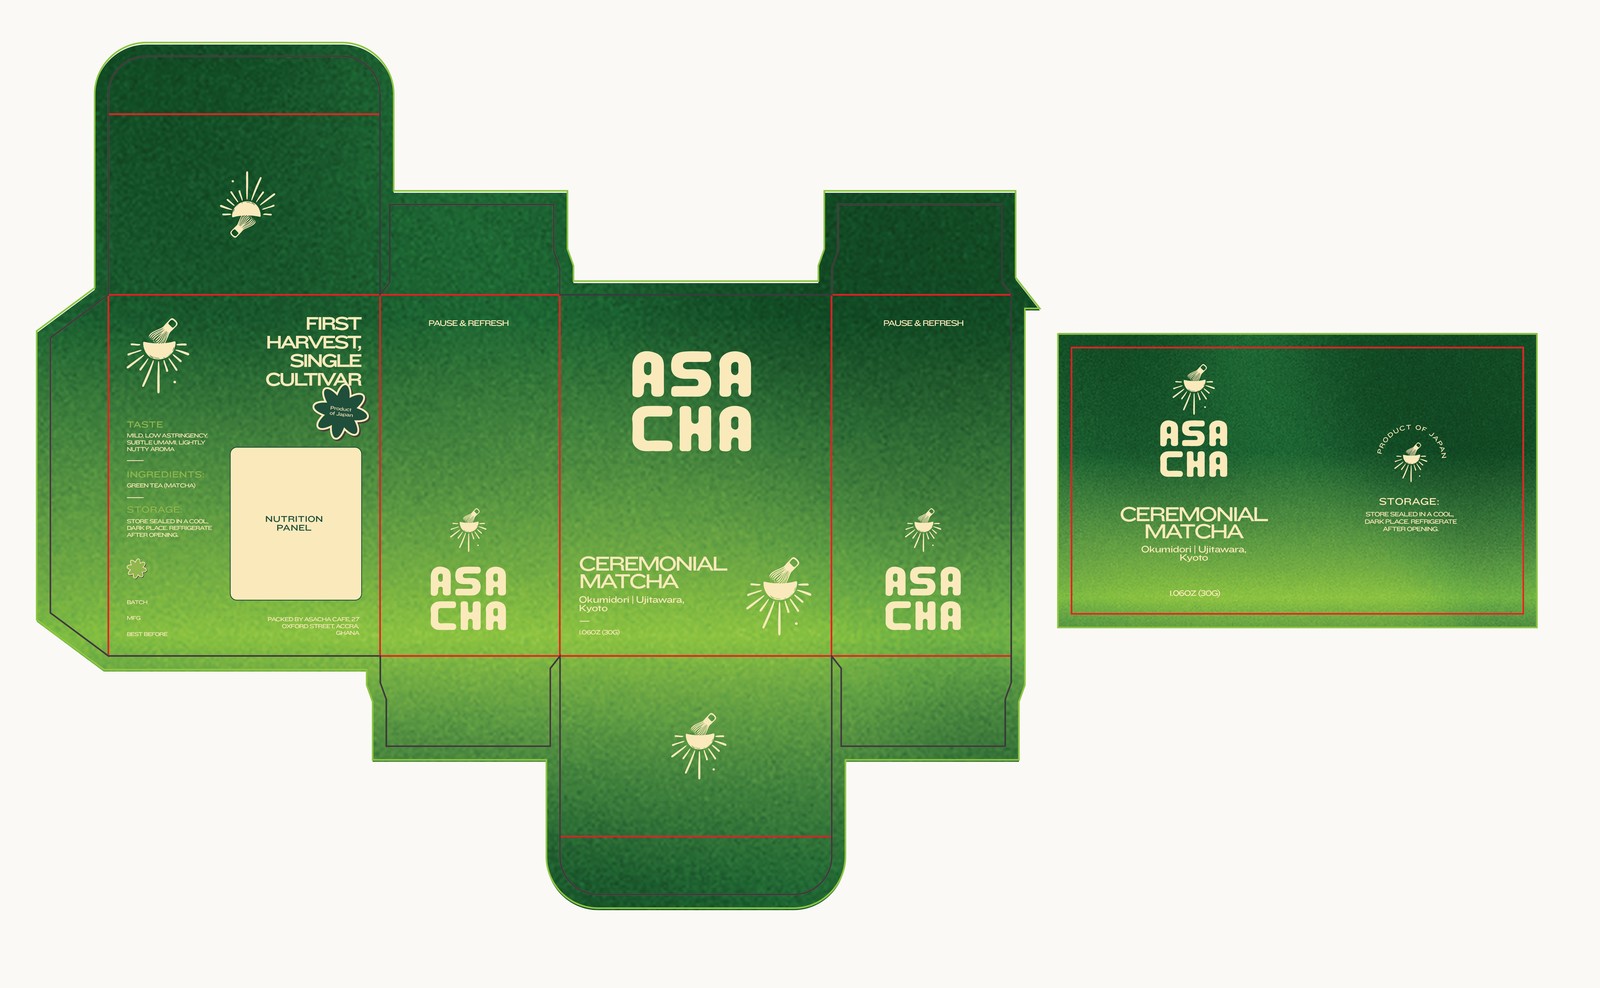 FIRST
HARVEST,
SINGLE
CULTIVAR
Product
of Japan
TASTE
MILD, LOW ASTRINGENCY,
SUBTLE UMAMI, LIGHTLY
NUTTY AROMA
INGREDIENTS:
GREEN TEA (MATCHA)
STORAGE:
STORE SEALED IN A COOL,
DARK PLACE. REFRIGERATE
AFTER OPENING.
NUTRITION
PANEL
BATCH
MFG
BEST BEFORE
PACKED BY ASACHA CAFE, 27
OXFORD STREET, ACCRA,
GHANA
PAUSE & REFRESH
ASA
CHA
ASA
CHA
CEREMONIAL
MATCHA
Okumidori | Ujitawara,
Kyoto
1.06OZ (30G)
PAUSE & REFRESH
ASA
CHA
ASA
CHA
CEREMONIAL
MATCHA
Okumidori | Ujitawara,
Kyoto
1.06OZ (30G)
PRODUCT OF JAPAN
STORAGE:
STORE SEALED IN A COOL,
DARK PLACE. REFRIGERATE
AFTER OPENING.